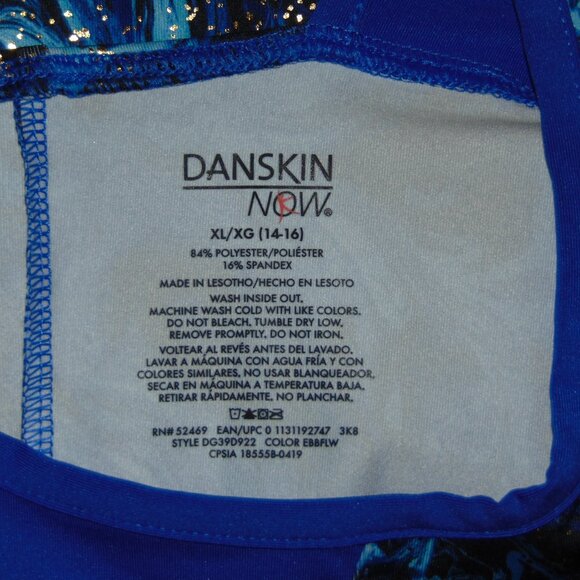 DANSKIN
NOW®
XL/XG (14-16)
84% POLYESTER/POLIÉSTER
16% SPANDEX
MADE IN LESOTHO/HECHO EN LESOTO
WASH INSIDE OUT.
MACHINE WASH COLD WITH LIKE COLORS.
DO NOT BLEACH. TUMBLE DRY LOW.
REMOVE PROMPTLY. DO NOT IRON.
VOLTEAR AL REVÉS ANTES DEL LAVADO.
LAVAR A MÁQUINA CON AGUA FRÍA Y CON
COLORES SIMILARES, NO USAR BLANQUEADOR,
SECAR EN MÁQUINA A TEMPERATURA BAJA.
RETIRAR RÁPIDAMENTE. NO PLANCHAR.
RN# 52469 EAN/UPC 0 1131192747 3K8
STYLE DG39D922 COLOR EBBFLW
CPSIA 18555B-0419